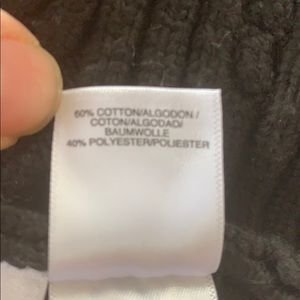 60% COTTON/ALGODON/
COTON/ALGODAO/
BAUMWOLLE
40% POLYESTER/POLIESTER